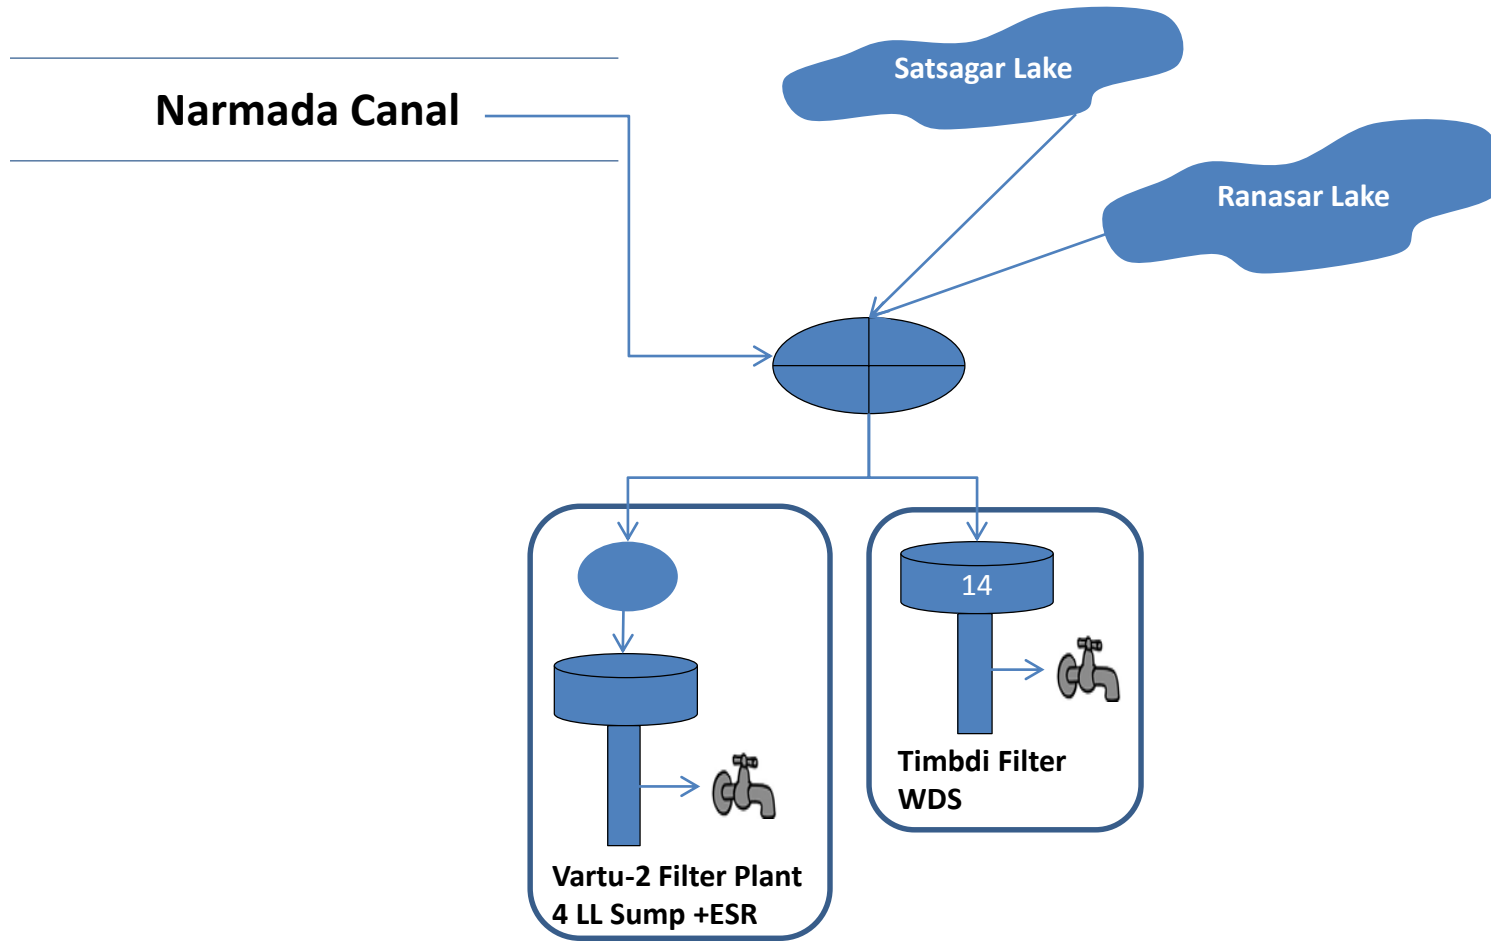 Satsagar Lake
Narmada Canal
Ranasar Lake
14
Timbdi Filter
WDS
Vartu-2 Filter Plant
4 LL Sump +ESR